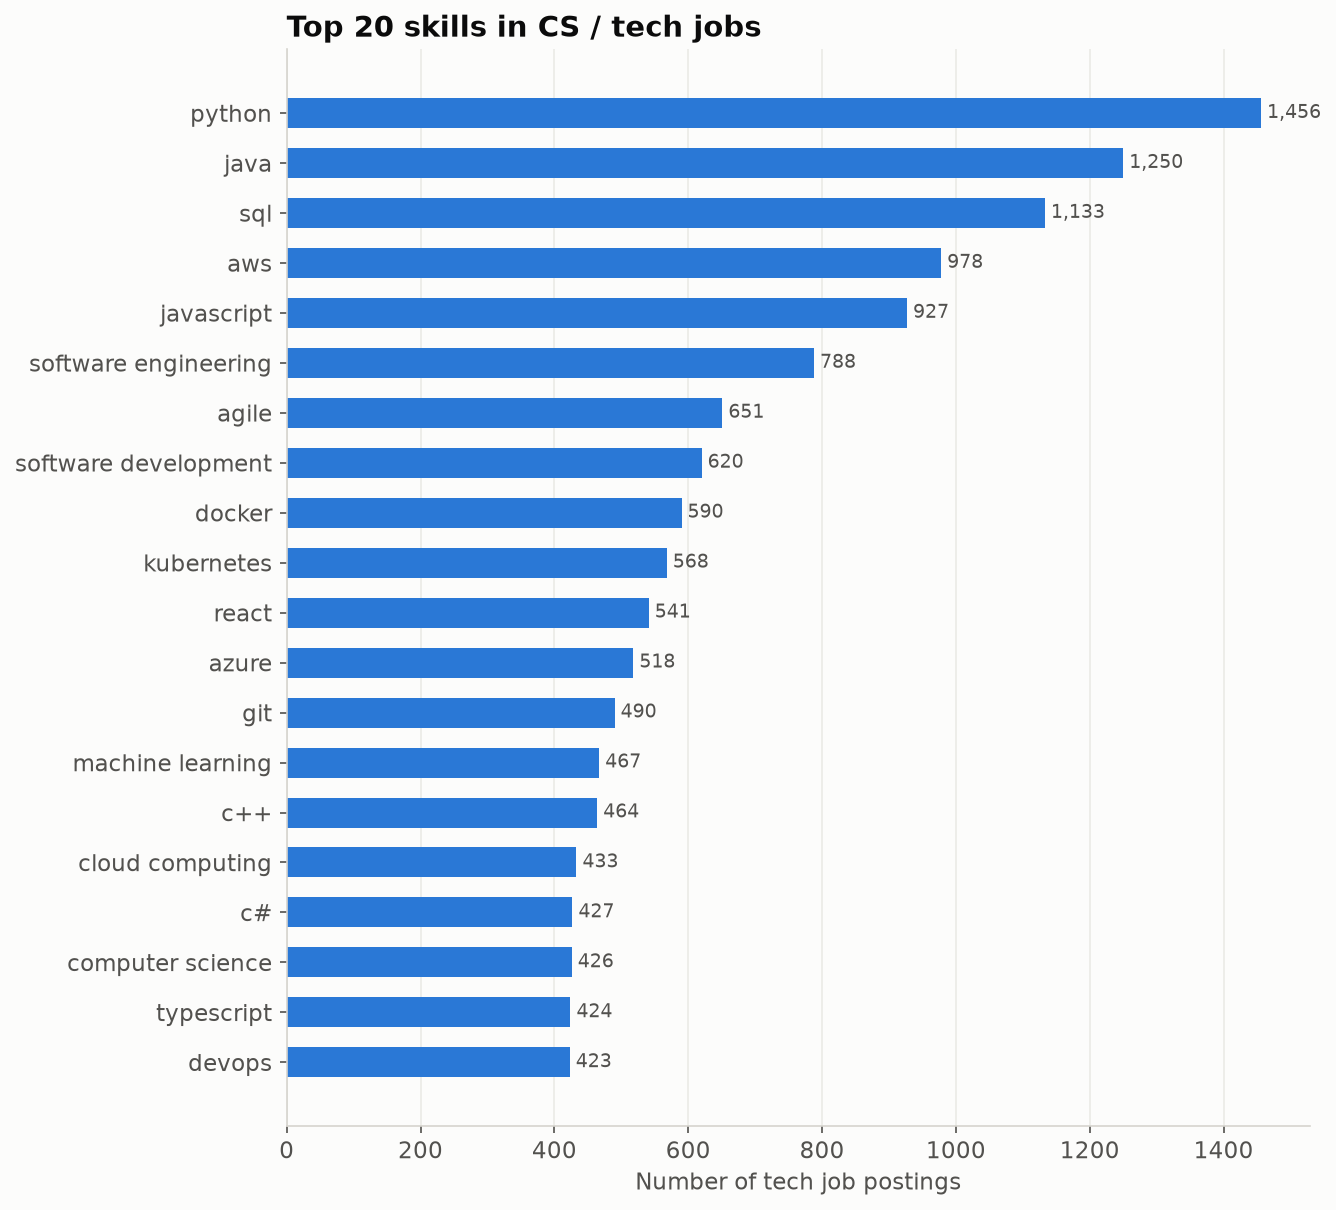 Top 20 skills in CS / tech jobs
python 1,456
java 1,250
sql 1,133
aws 978
javascript 927
software engineering 788
agile 651
software development 620
docker 590
kubernetes 568
react 541
azure 518
git 490
machine learning 467
c++ 464
cloud computing 433
c# 427
computer science 426
typescript 424
devops 423
0 200 400 600 800 1000 1200 1400
Number of tech job postings